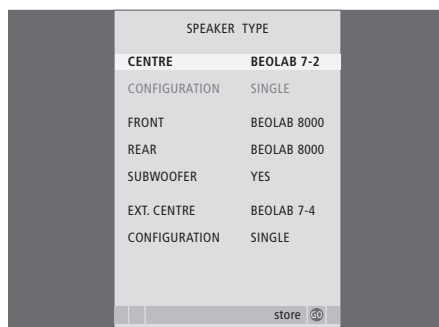 SPEAKER TYPE
CENTRE BEOLAB 7-2
CONFIGURATION SINGLE
FRONT BEOLAB 8000
REAR BEOLAB 8000
SUBWOOFER YES
EXT. CENTRE BEOLAB 7-4
CONFIGURATION SINGLE
store GO